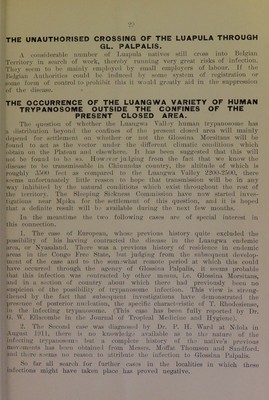 27
THE UNAUTHORISED CROSSING OF THE LUAPULA THROUGH
GL. PALPALIS.
A considerable number of Luapula natives still cross into Belgian
Territory in search of work, thereby running very great risks of infection.
They seem to be mainly employed by small employers of labour. If the
Belgian Authorities could be induced by some system of registration or
some form of control to prohibit this it would greatly aid in the suppression
of the disease.
THE OCCURRENCE OF THE LUANGWA VARIETY OF HUMAN
TRYPANOSOME OUTSIDE THE CONFINES OF THE
PRESENT CLOSED AREA.
The question of whether the Luangwa Valley human trypanosome has
a distribution beyond the confines of the present closed area will mainly
depend for settlement on whether or not the Glossina Morsitans will be
found to act as the vector under the different climatic conditions which
obtain on the Plateau and elsewhere. It has been suggested that this will
not be found to be so. However judging from the fact that we know the
disease to be transmissible in Chinunda country, the altitude of which is
roughly 3500 feet as compared to the Luangwa Valley 2200-2500, there
seems unfortunately little reason to hope that transmission will be in any
way inhibited by the natural conditions which exist throughout the rest of
the territory. The Sleeping Sickness Commission have now started inves-
tigations near Mpika for the settlement of this question, and it is hoped
that a definite result will be available during the next few months.
In the meantime the two following cases are of special interest in
this connection.
1. The case of European, whose previous history quite excluded the
possibility of his having contracted the disease in the Luangwa endemic
area, or Nyasaland. There was a previous history of residence in endemic
areas in the Congo Free State, but judging from the subsequent develop-
ment of the case and to the somewhat remote period at which this could
have occurred through the agency of Glossina Palpalis, it seems probable
that this infection was contracted by other means, i.e. Glossina Morsitans,
and in a section of country about which there had previously been no
suspicion of the possibility of trypanosome infection. This view is streng-
thened by the fact that subsequent investigations have demonstrated the
presence of posterior nucleation, the specific characteristic of T. Rhodesiense,
in the infecting trypanosome. (This case has been fully reported by Dr.
G. W. Ellacombe in the Journal of Tropical Medicine and Hygiene).
2. The Second case was diagnosed by Dr. P. H. Ward at Ndola in
August 1911, there is no knowledge available as to the nature of the
infecting trypanosome but a complete history of the native's previous
movements has been obtained from Messrs. Moffat Thomson and Sandford,
and there seems no reason to attribute the infection to Glossina Palpalis.
So far all search for further cases in the localities in which these
infections might have taken place has proved negative.